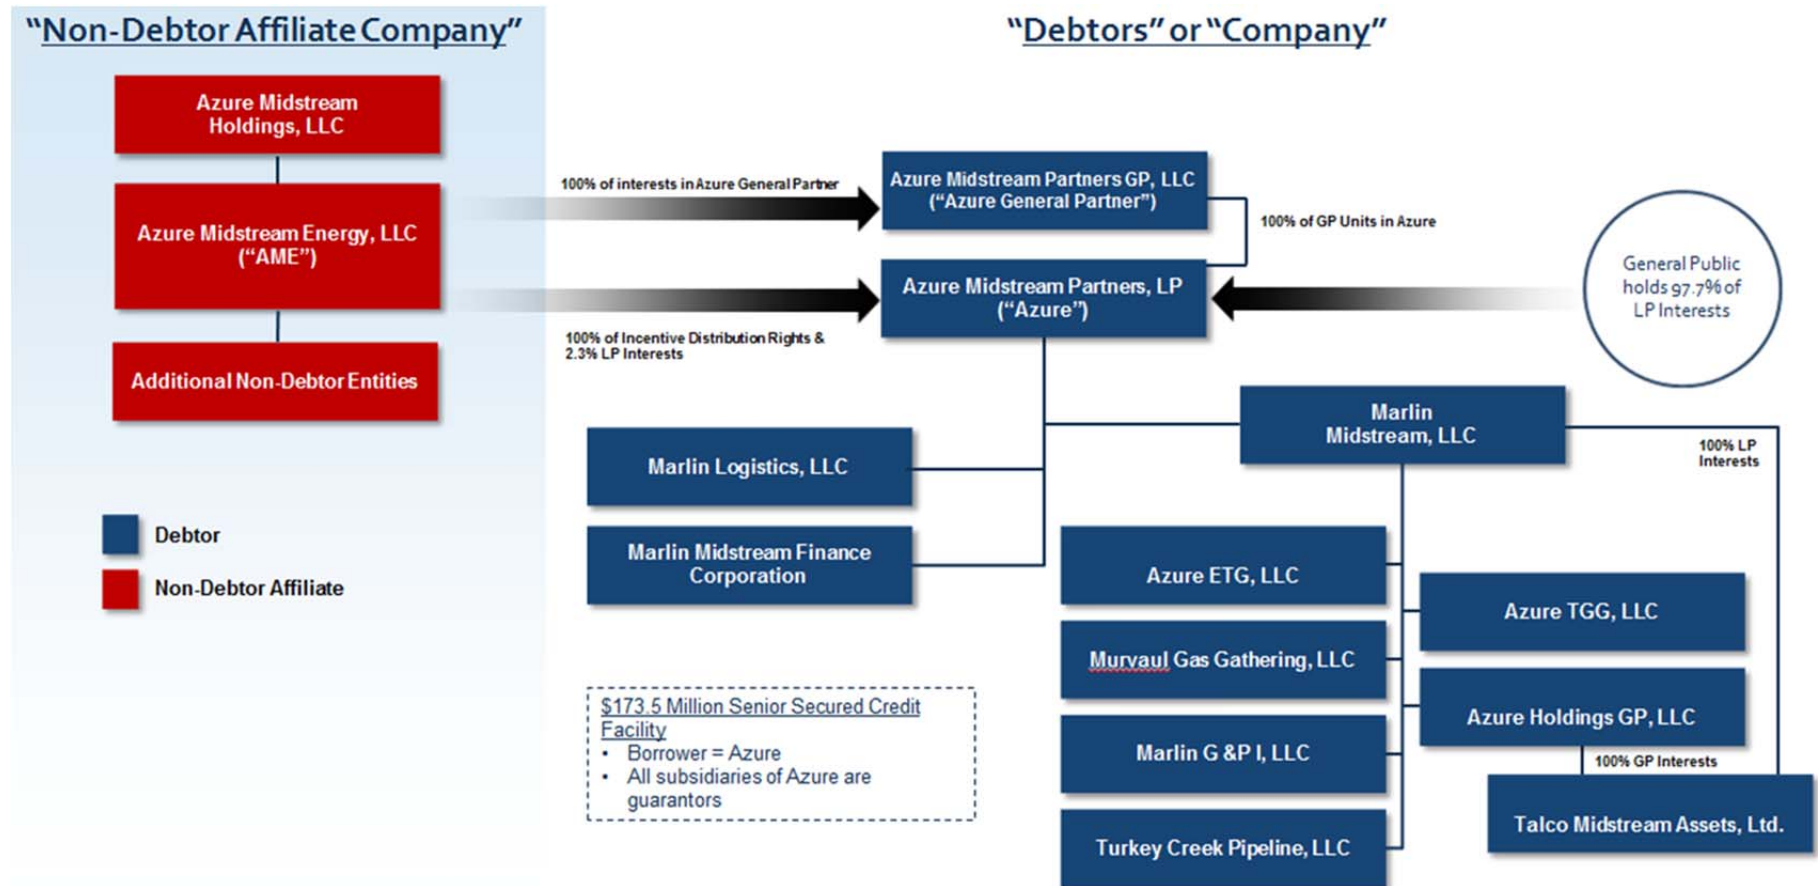 “Non-Debtor Affiliate Company”
“Debtors” or “Company”
Azure Midstream
Holdings, LLC
Azure Midstream Energy, LLC
(“AME”)
Additional Non-Debtor Entities
Debtor
Non-Debtor Affiliate
100% of interests in Azure General Partner
100% of Incentive Distribution Rights &
2.3% LP Interests
Azure Midstream Partners GP, LLC
(“Azure General Partner”)
100% of GP Units in Azure
Azure Midstream Partners, LP
(“Azure”)
General Public
holds 97.7% of
LP Interests
Marlin
Midstream, LLC
100% LP
Interests
Marlin Logistics, LLC
Marlin Midstream Finance
Corporation
Azure ETG, LLC
Azure TGG, LLC
Murvaul Gas Gathering, LLC
Azure Holdings GP, LLC
Marlin G &P I, LLC
100% GP Interests
Turkey Creek Pipeline, LLC
Talco Midstream Assets, Ltd.
$173.5 Million Senior Secured Credit
Facility
• Borrower = Azure
• All subsidiaries of Azure are
guarantors